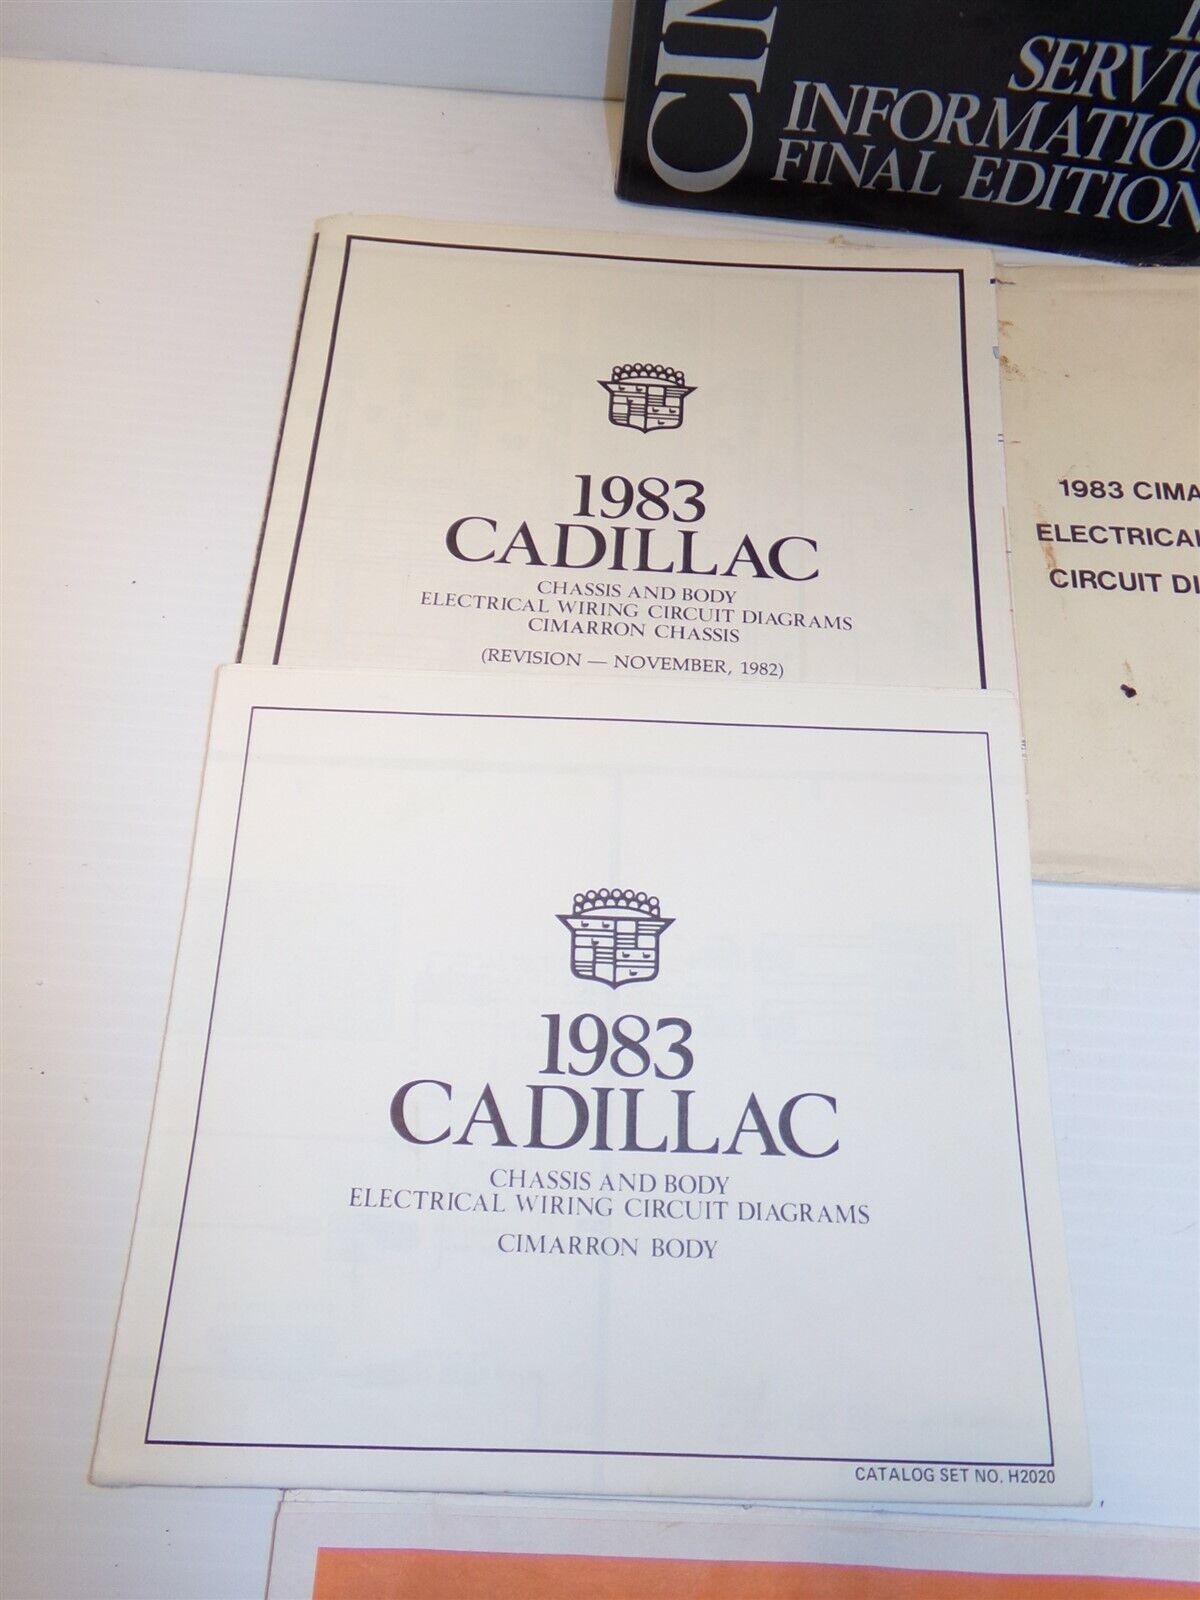 SERVIC
INFORMATION
FINAL EDITION
1983
CADILLAC
CHASSIS AND BODY
ELECTRICAL WIRING CIRCUIT DIAGRAMS
CIMARRON CHASSIS
(REVISION — NOVEMBER, 1982)
1983 CIMA
ELECTRICAL
CIRCUIT DI
1983
CADILLAC
CHASSIS AND BODY
ELECTRICAL WIRING CIRCUIT DIAGRAMS
CIMARRON BODY
CATALOG SET NO. H2020